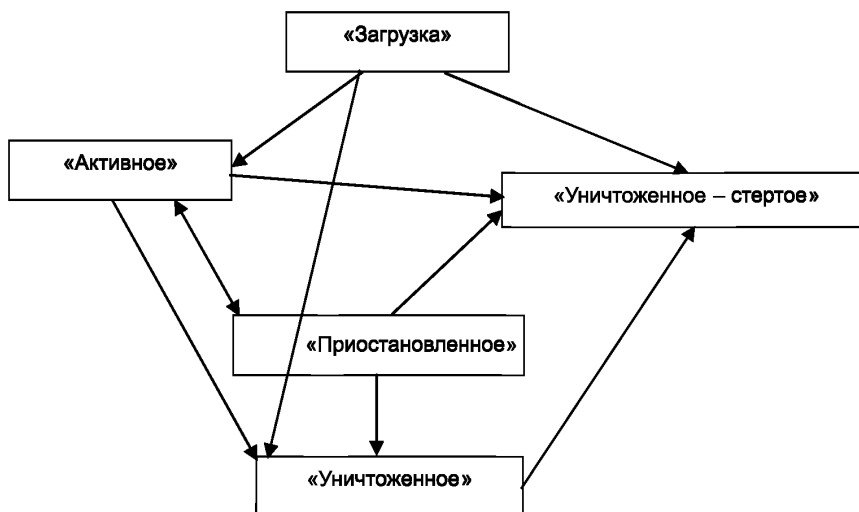 «Загрузка»
«Активное»
«Уничтоженное – стертое»
«Приостановленное»
«Уничтоженное»